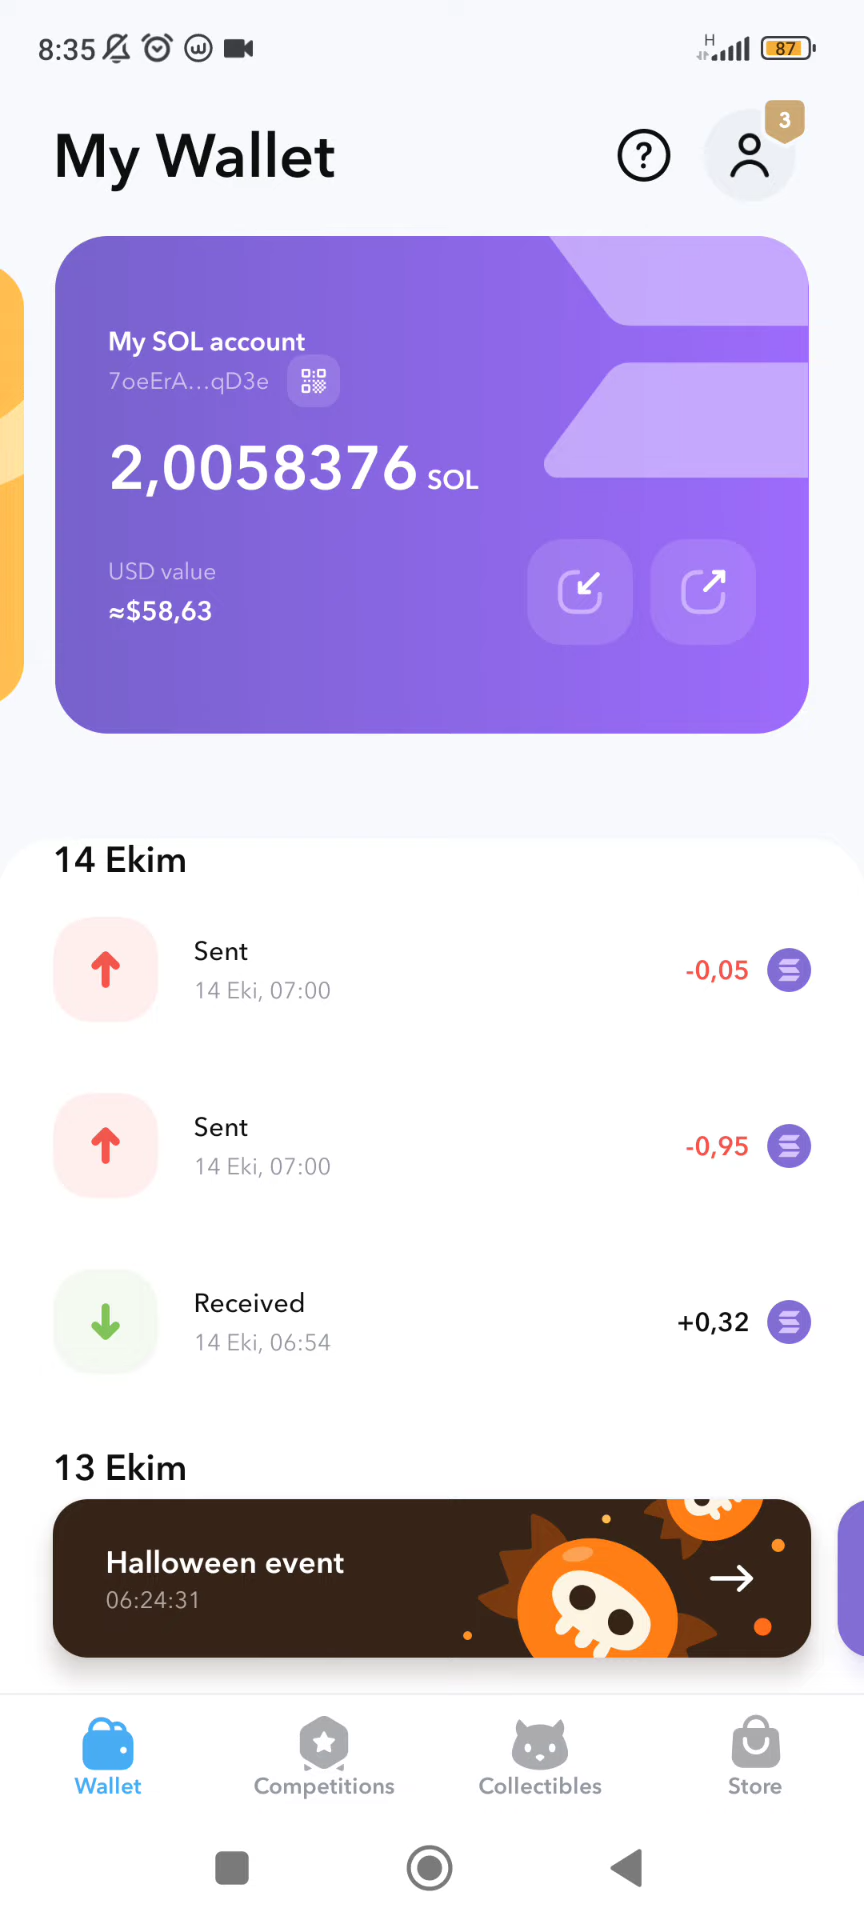 8:35
H
87
My Wallet
?
3
My SOL account
7oeErA...qD3e
2,0058376 SOL
USD value
≈$58,63
14 Ekim
Sent
-0,05
14 Eki, 07:00
Sent
-0,95
14 Eki, 07:00
Received
+0,32
14 Eki, 06:54
13 Ekim
Halloween event
06:24:31
Wallet
Competitions
Collectibles
Store